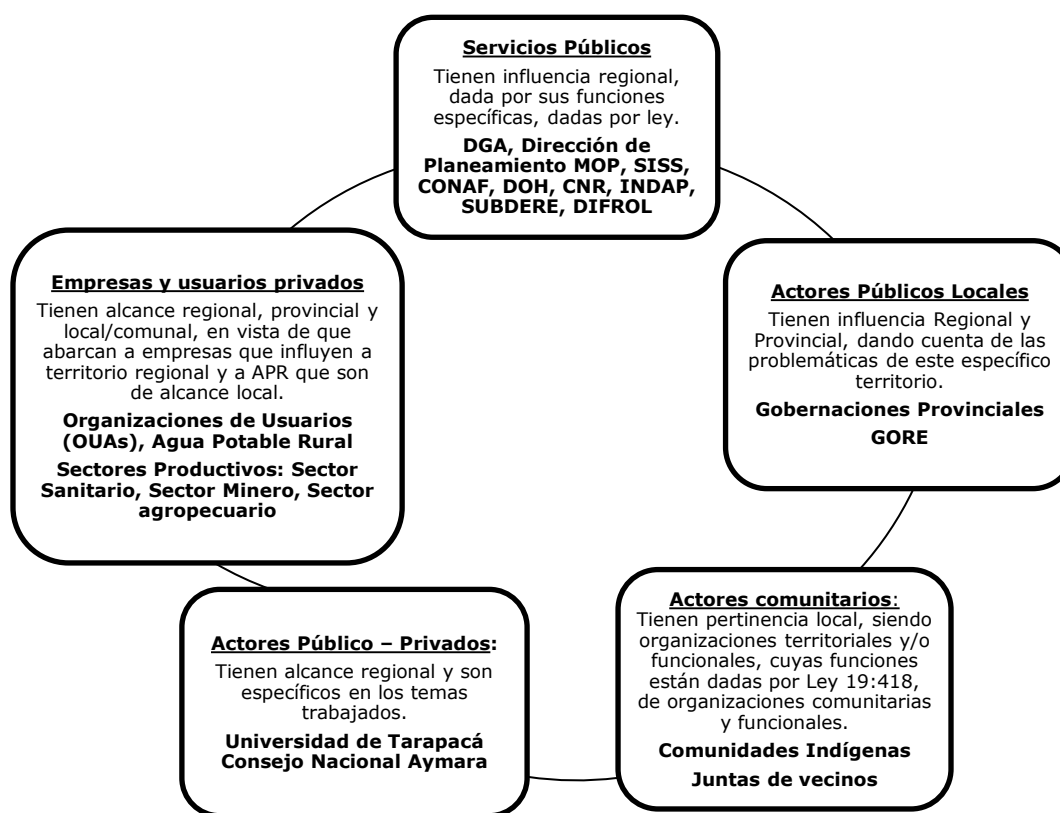 Servicios Públicos
Tienen influencia regional,
dada por sus funciones
específicas, dadas por ley.
DGA, Dirección de
Planeamiento MOP, SISS,
CONAF, DOH, CNR, INDAP,
SUBDERE, DIFROL
Actores Públicos Locales
Tienen influencia Regional y
Provincial, dando cuenta de las
problemáticas de este específico
territorio.
Gobernaciones Provinciales
GORE
Actores comunitarios:
Tienen pertinencia local, siendo
organizaciones territoriales y/o
funcionales, cuyas funciones
están dadas por Ley 19:418,
de organizaciones comunitarias
y funcionales.
Comunidades Indígenas
Juntas de vecinos
Actores Público – Privados:
Tienen alcance regional y son
específicos en los temas
trabajados.
Universidad de Tarapacá
Consejo Nacional Aymara
Empresas y usuarios privados
Tienen alcance regional, provincial y
local/comunal, en vista de que
abarcan a empresas que influyen a
territorio regional y a APR que son
de alcance local.
Organizaciones de Usuarios
(OUAs), Agua Potable Rural
Sectores Productivos: Sector
Sanitario, Sector Minero, Sector
agropecuario